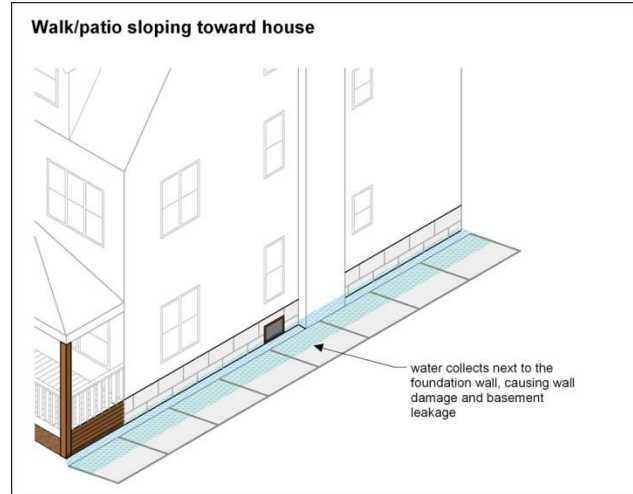 Walk/patio sloping toward house
water collects next to the
foundation wall, causing wall
damage and basement
leakage